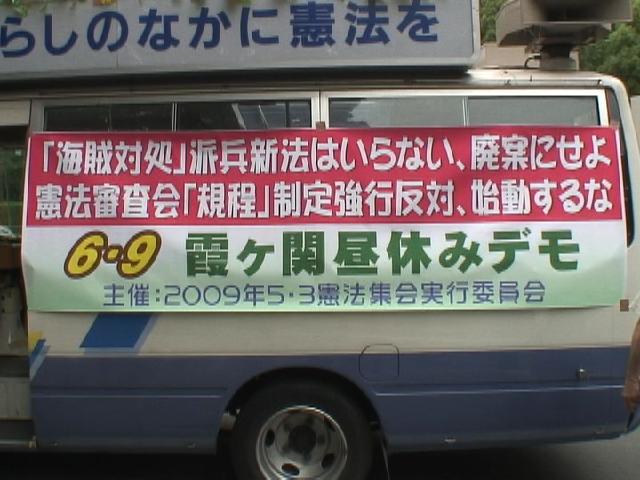 らしのなかに憲法を
「海賊対処」派兵新法はいらない、廃案にせよ
憲法審査会「規程」制定強行反対、始動するな
6・9 霞ヶ関昼休みデモ
主催：2009年5・3憲法集会実行委員会